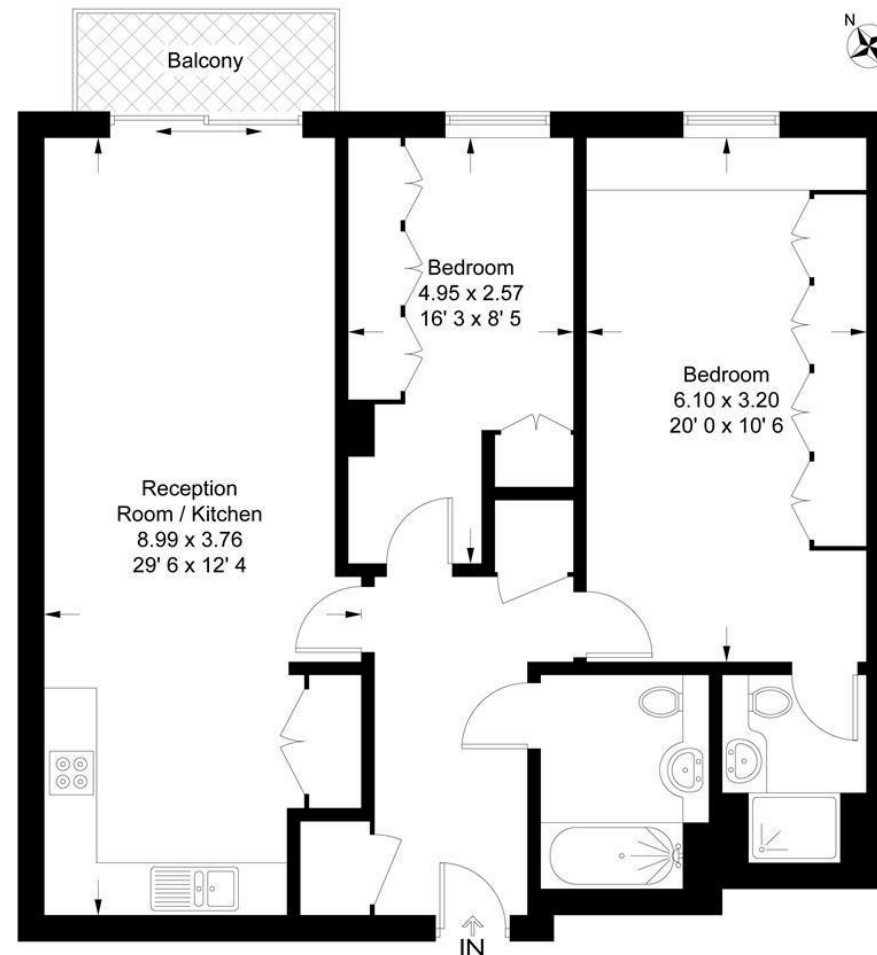 N
Balcony
Bedroom
4.95 x 2.57
16' 3 x 8' 5
Bedroom
6.10 x 3.20
20' 0 x 10' 6
Reception
Room / Kitchen
8.99 x 3.76
29' 6 x 12' 4
IN